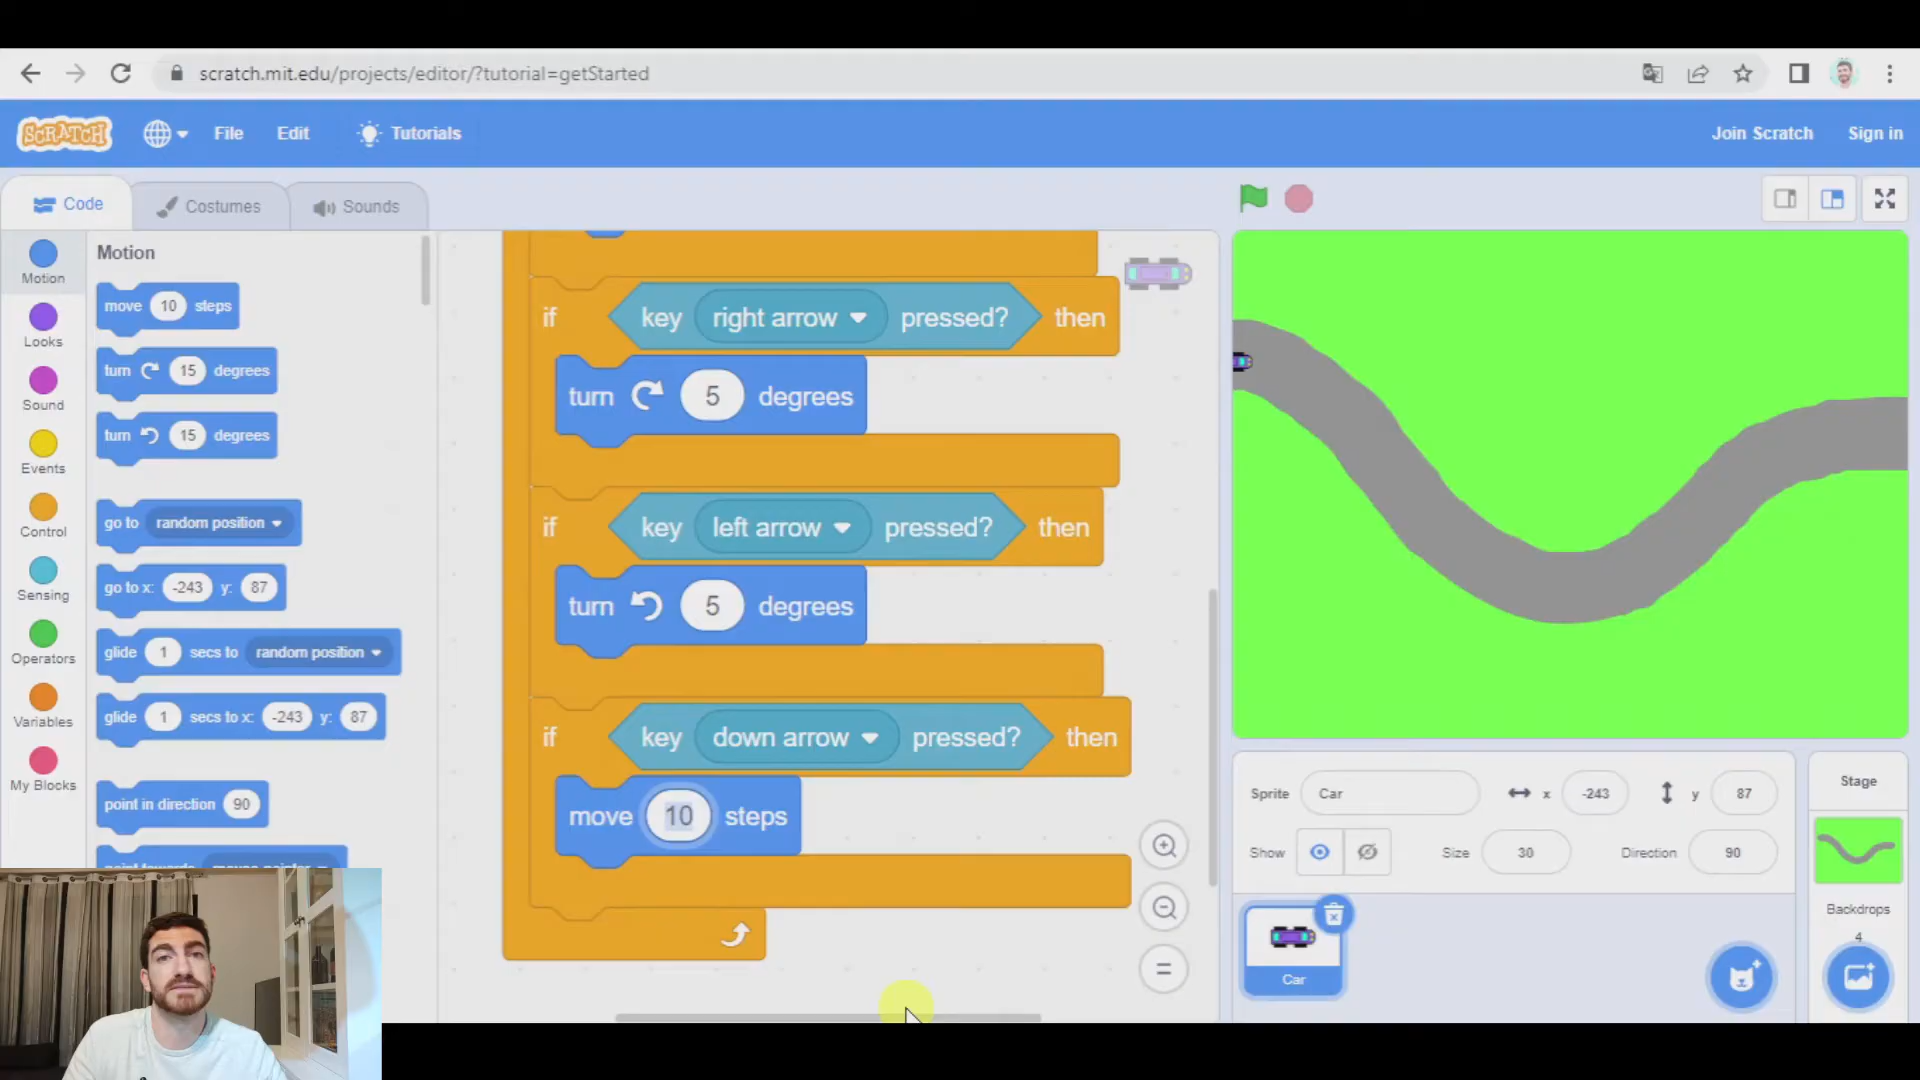 scratch.mit.edu/projects/editor/?tutorial=getStarted
SCRATCH
File
Edit
Tutorials
Join Scratch
Sign in
Code
Costumes
Sounds
Motion
Looks
Sound
Events
Control
Sensing
Operators
Variables
My Blocks
Motion
move 10 steps
turn 15 degrees
turn 15 degrees
go to random position
go to x: -243 y: 87
glide 1 secs to random position
glide 1 secs to x: -243 y: 87
point in direction 90
if key right arrow pressed? then
turn 5 degrees
if key left arrow pressed? then
turn 5 degrees
if key down arrow pressed? then
move 10 steps
=
Sprite Car x -243 y 87
Show Size 30 Direction 90
Car
Stage
Backdrops
4